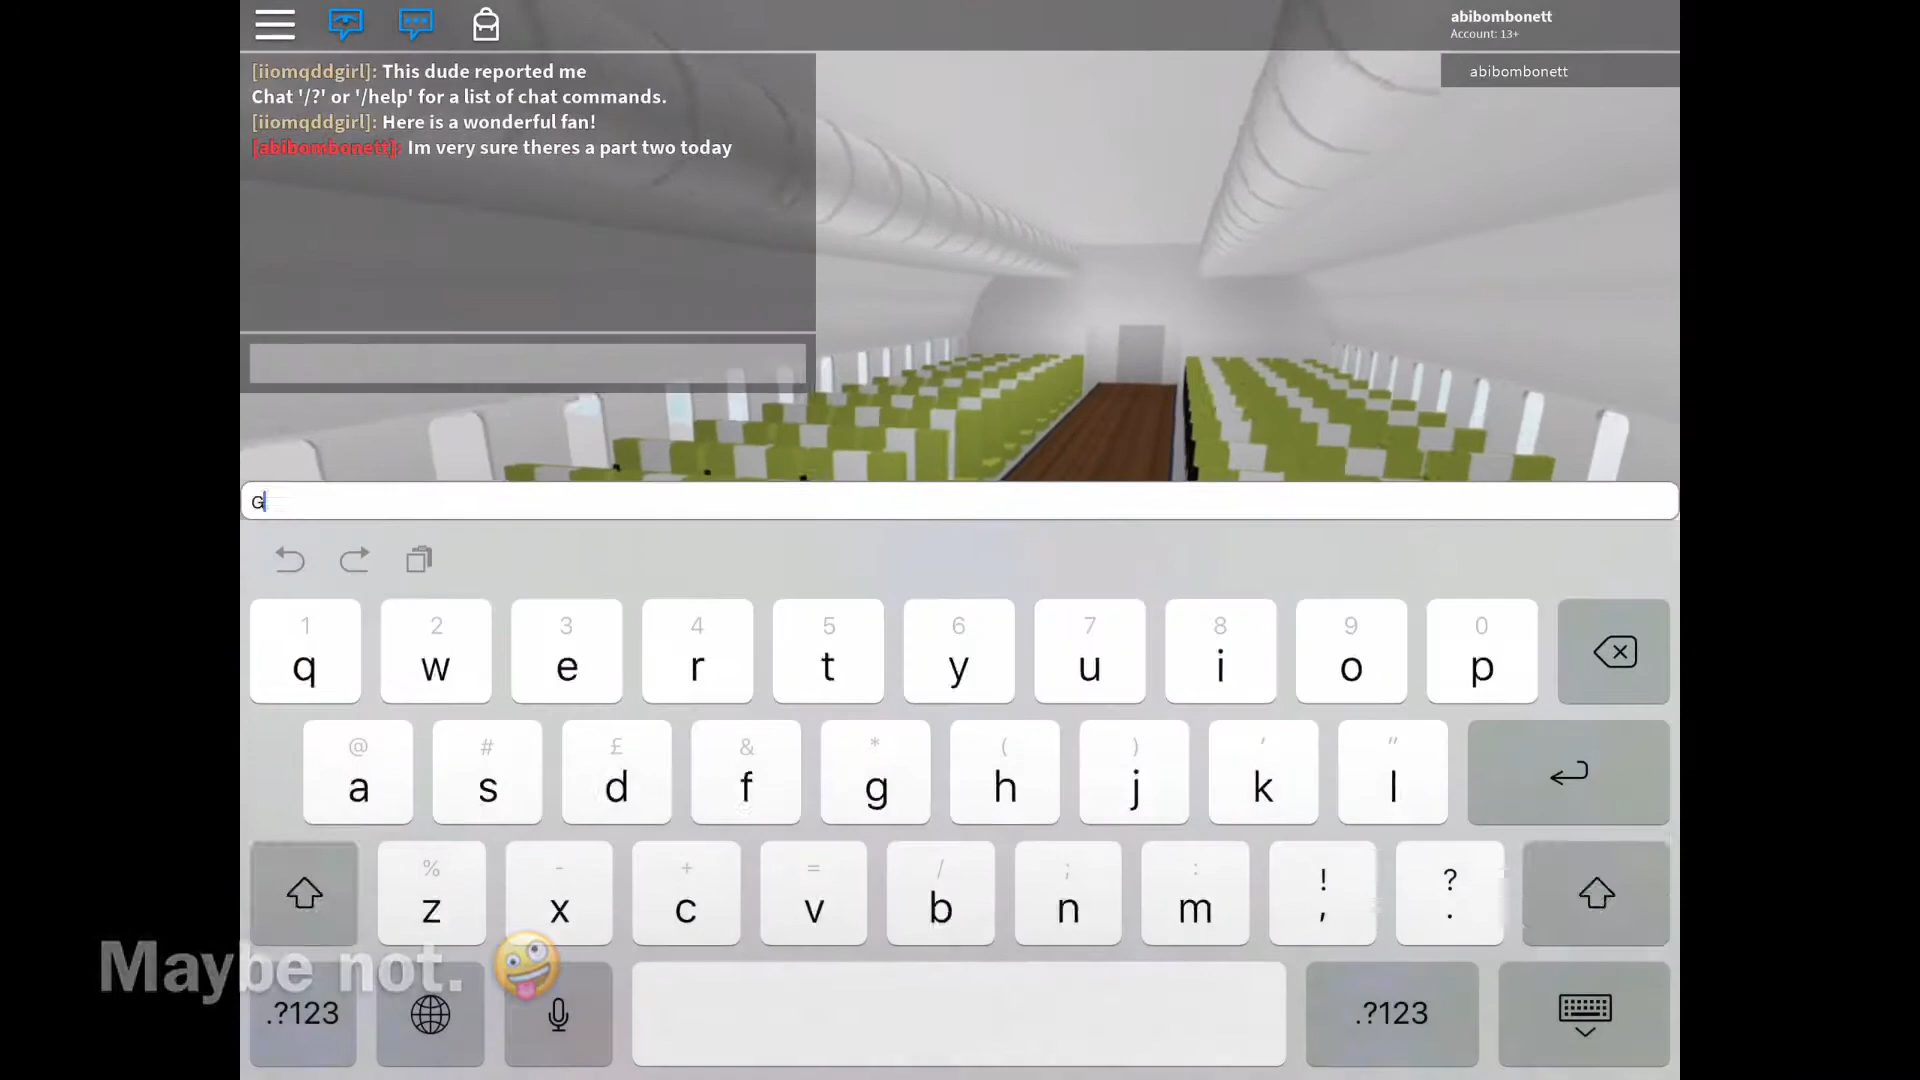 abibombonett
Account: 13+
abibombonett
[iiomqddgirl]: This dude reported me
Chat '/?' or '/help' for a list of chat commands.
[iiomqddgirl]: Here is a wonderful fan!
[abibombonett]: Im very sure theres a part two today
G
1 2 3 4 5 6 7 8 9 0
q w e r t y u i o p
@ # £ & * ( ) ' "
a s d f g h j k l
% - + = / ; : ! ?
z x c v b n m , .
Maybe not. 🤪
.?123 .?123